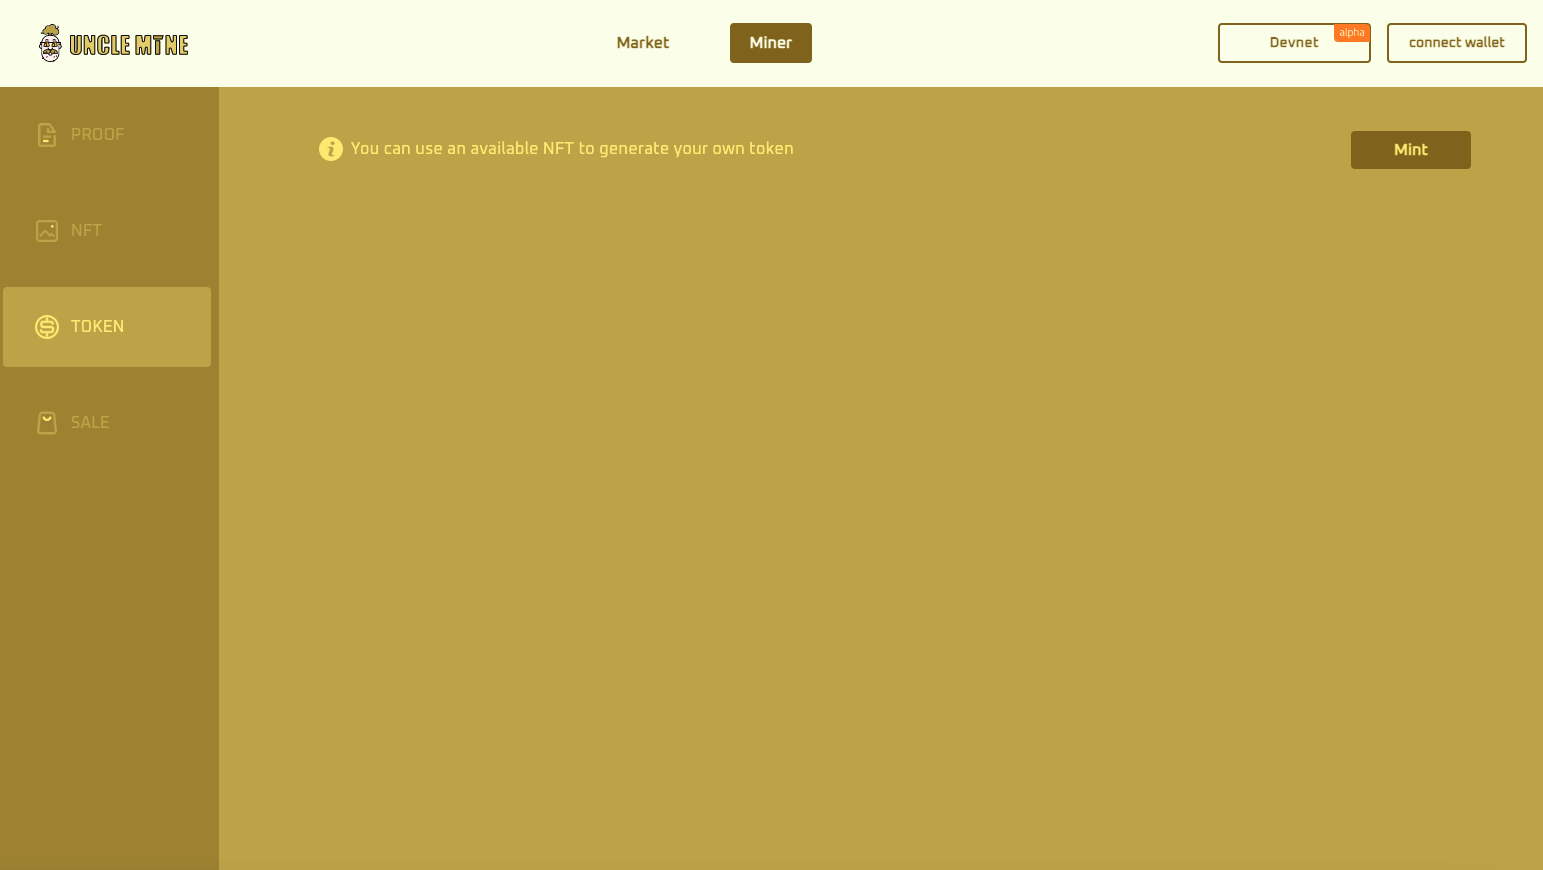 UNCLE MTNE
Market
Miner
Devnet
alpha
connect wallet
PROOF
You can use an available NFT to generate your own token
Mint
NFT
TOKEN
SALE